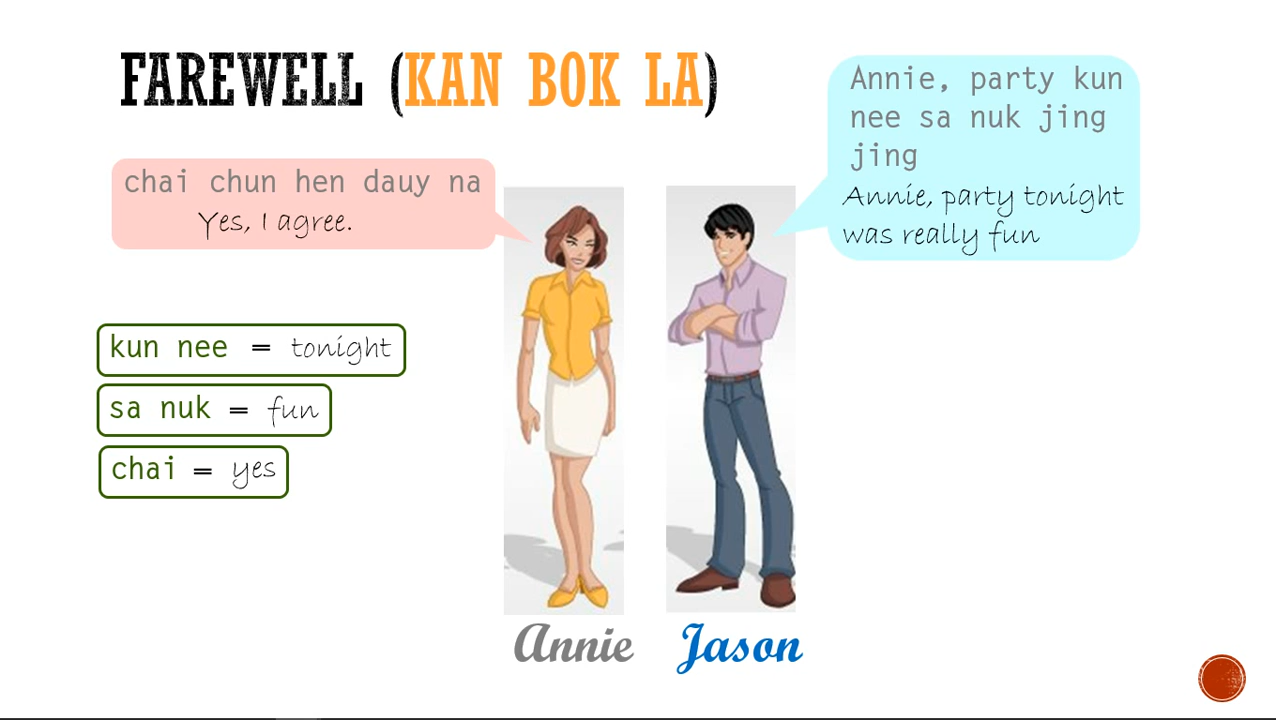 FAREWELL (KAN BOK LA)
Annie, party kun
nee sa nuk jing
jing
Annie, party tonight
was really fun
chai chun hen dauy na
Yes, I agree.
kun nee = tonight
sa nuk = fun
chai = yes
Annie
Jason